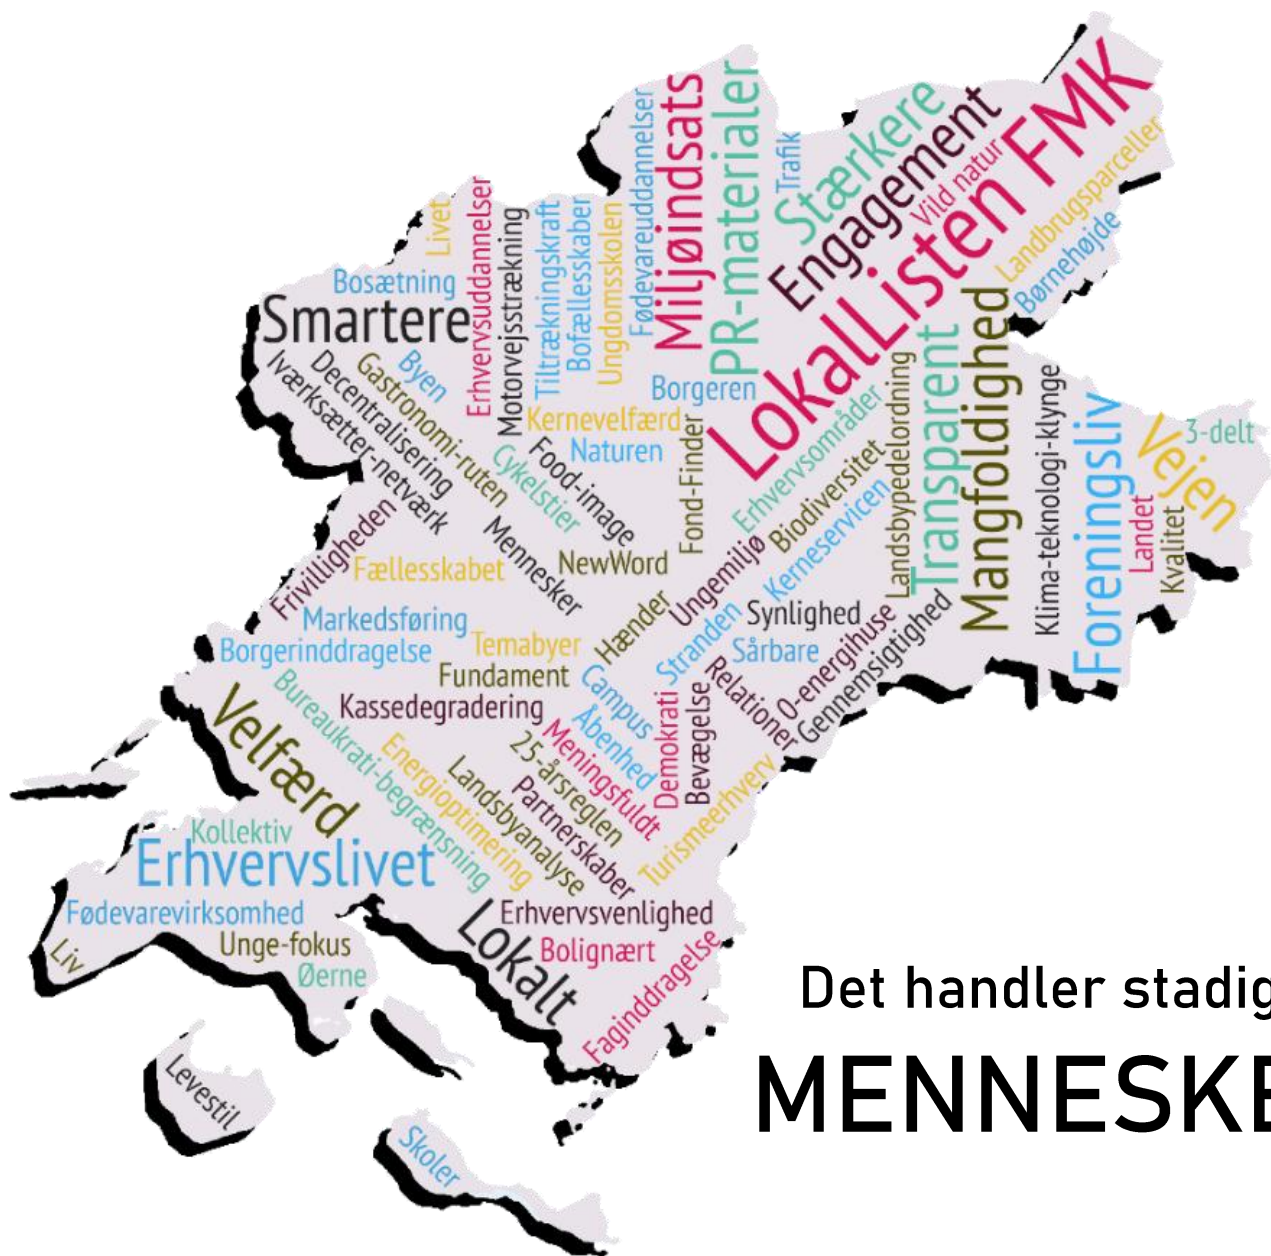 LokalListen FMK
Stærkere
Engagement
Vild natur
Landbrugsparceller
Børnehøjde
Trafik
PR-materialer
Miljøindsats
Fødevareuddannelser
Ungdomsskolen
Bofællesskaber
Tiltrækningskraft
Motorvejsstrækning
Erhvervsuddannelser
Livet
Bosætning
Smartere
Byen
Gastronomi-ruten
Decentralisering
Iværksætter-netværk
Borgeren
Kernevelfærd
Naturen
Food-image
Cykelstier
Mennesker
Fond-Finder
Erhvervsområder
Biodiversitet
Kerneservicen
Landsbypedelordning
Transparent
Mangfoldighed
Klima-teknologi-klynge
Foreningsliv
Vejen
3-delt
Landet
Kvalitet
Frivilligheden
Fællesskabet
NewWord
Ungemiljø
Hænder
Stranden
Synlighed
Sårbare
Relationer
0-energihuse
Gennemsigtighed
Markedsføring
Borgerinddragelse
Temabyer
Fundament
Kassedegradering
Campus
Åbenhed
Meningsfuldt
Demokrati
Bevægelse
Velfærd
Bureaukrati-begrænsning
Energioptimering
Landsbyanalyse
25-årsreglen
Partnerskaber
Turismeerhverv
Kollektiv
Erhvervslivet
Fødevarevirksomhed
Unge-fokus
Øerne
Liv
Lokalt
Erhvervsvenlighed
Bolignært
Faginddragelse
Levestil
Skoler
Det handler stadig
MENNESKE